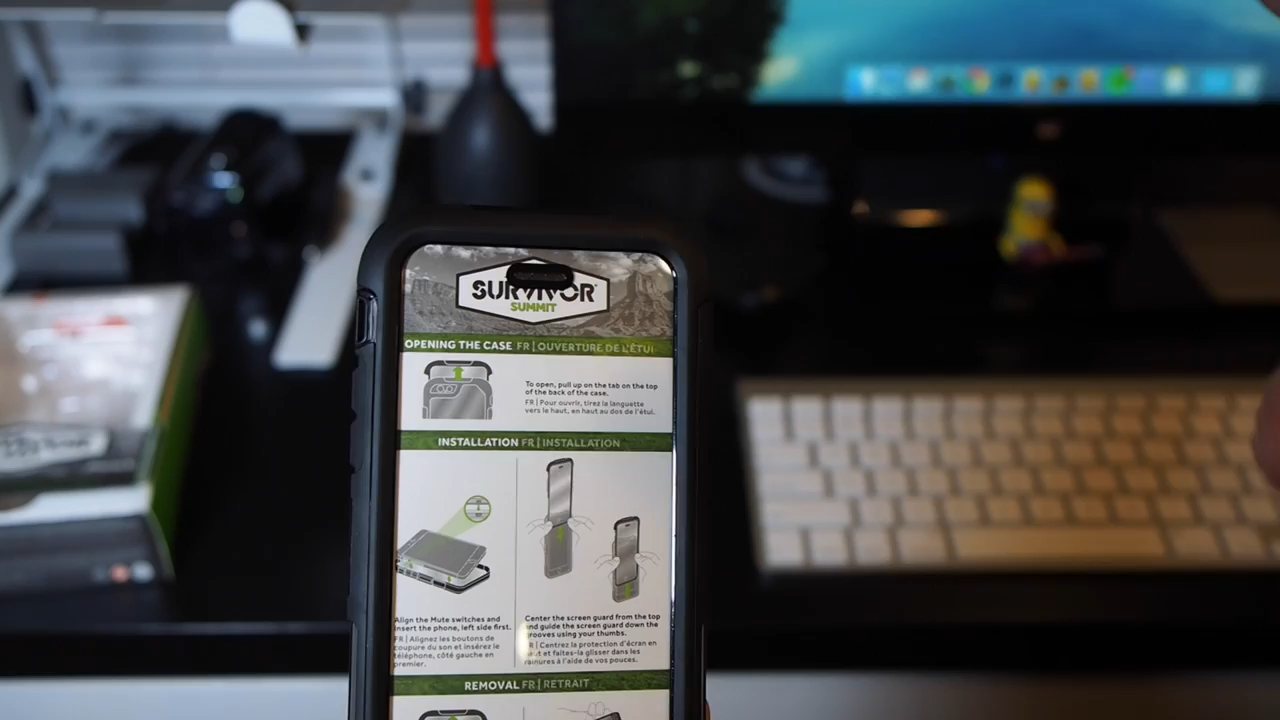 SURVIVOR
SUMMIT
OPENING THE CASE FR | OUVERTURE DE L'ÉTUI
To open, pull up on the tab on the top
of the back of the case.
FR | Pour ouvrir, tirez la languette
vers le haut, en haut au dos de l'étui.
INSTALLATION FR | INSTALLATION
Align the Mute switches and
insert the phone, left side first.
FR | Alignez les boutons de
coupure du son et insérez le
téléphone, côté gauche en
premier.
Center the screen guard from the top
and guide the screen guard down the
grooves using your thumbs.
FR | Centrez la protection d'écran en
haut et faites-la glisser dans les
rainures à l'aide de vos pouces.
REMOVAL FR | RETRAIT